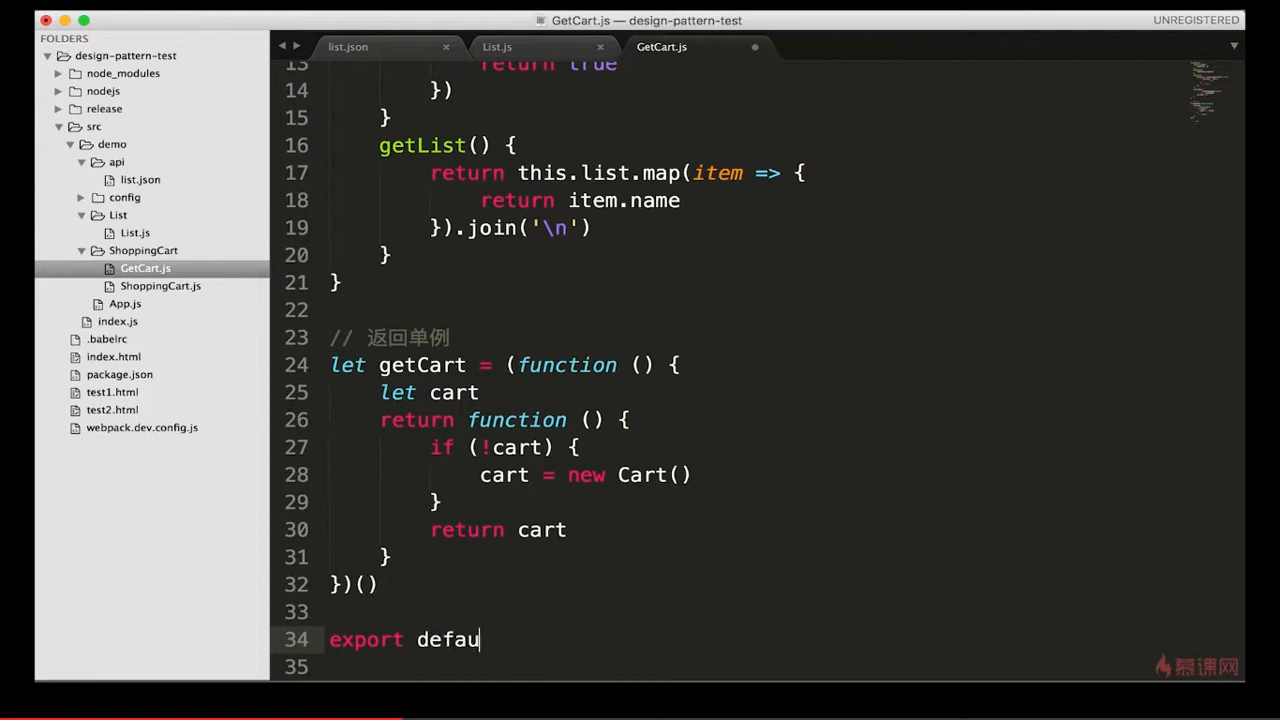 GetCart.js — design-pattern-test
UNREGISTERED
FOLDERS
design-pattern-test
node_modules
nodejs
release
src
demo
api
list.json
config
List
List.js
ShoppingCart
GetCart.js
ShoppingCart.js
App.js
index.js
.babelrc
index.html
package.json
test1.html
test2.html
webpack.dev.config.js
list.json
List.js
GetCart.js
13 return true
14 })
15 }
16 getList() {
17 return this.list.map(item => {
18 return item.name
19 }).join('\n')
20 }
21 }
22
23 // 返回单例
24 let getCart = (function () {
25 let cart
26 return function () {
27 if (!cart) {
28 cart = new Cart()
29 }
30 return cart
31 }
32 })()
33
34 export defau
35
慕课网